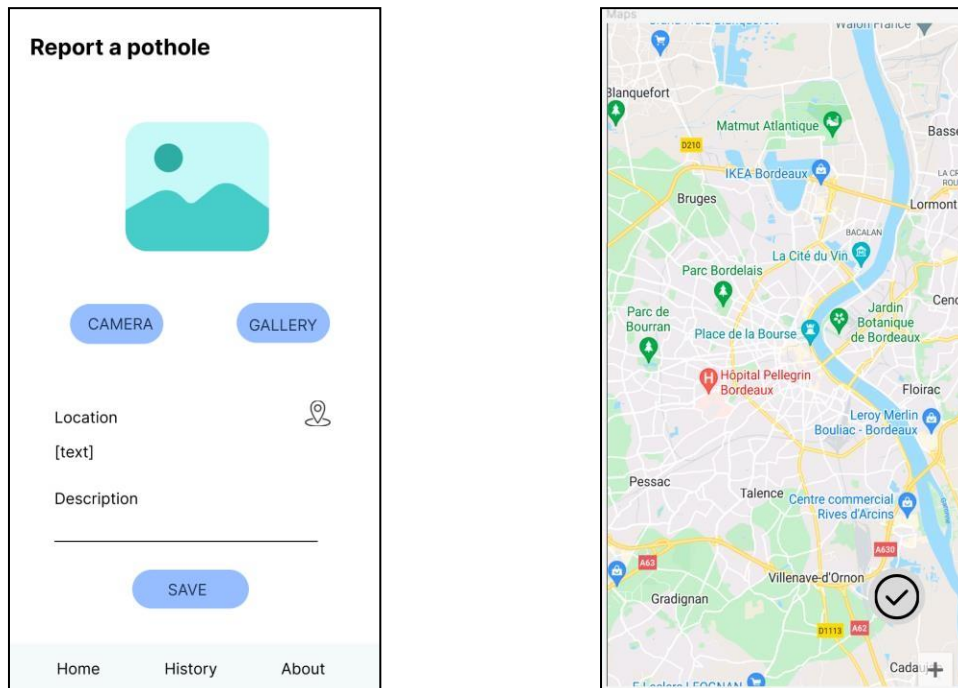 Report a pothole
CAMERA
GALLERY
Location
[text]
Description
SAVE
Home
History
About
Maps
Blanquefort
Matmut Atlantique
Basse
D210
IKEA Bordeaux
Bruges
Lormont
BACALAN
La Cité du Vin
Parc Bordelais
Parc de
Bourran
Jardin
Botanique
de Bordeaux
Cenc
Place de la Bourse
H
Hôpital Pellegrin
Bordeaux
Floirac
Leroy Merlin
Bouliac - Bordeaux
Pessac
Talence
Centre commercial
Rives d'Arcins
A630
A63
Villenave-d'Ornon
Gradignan
D1113
A62
Cadau
+